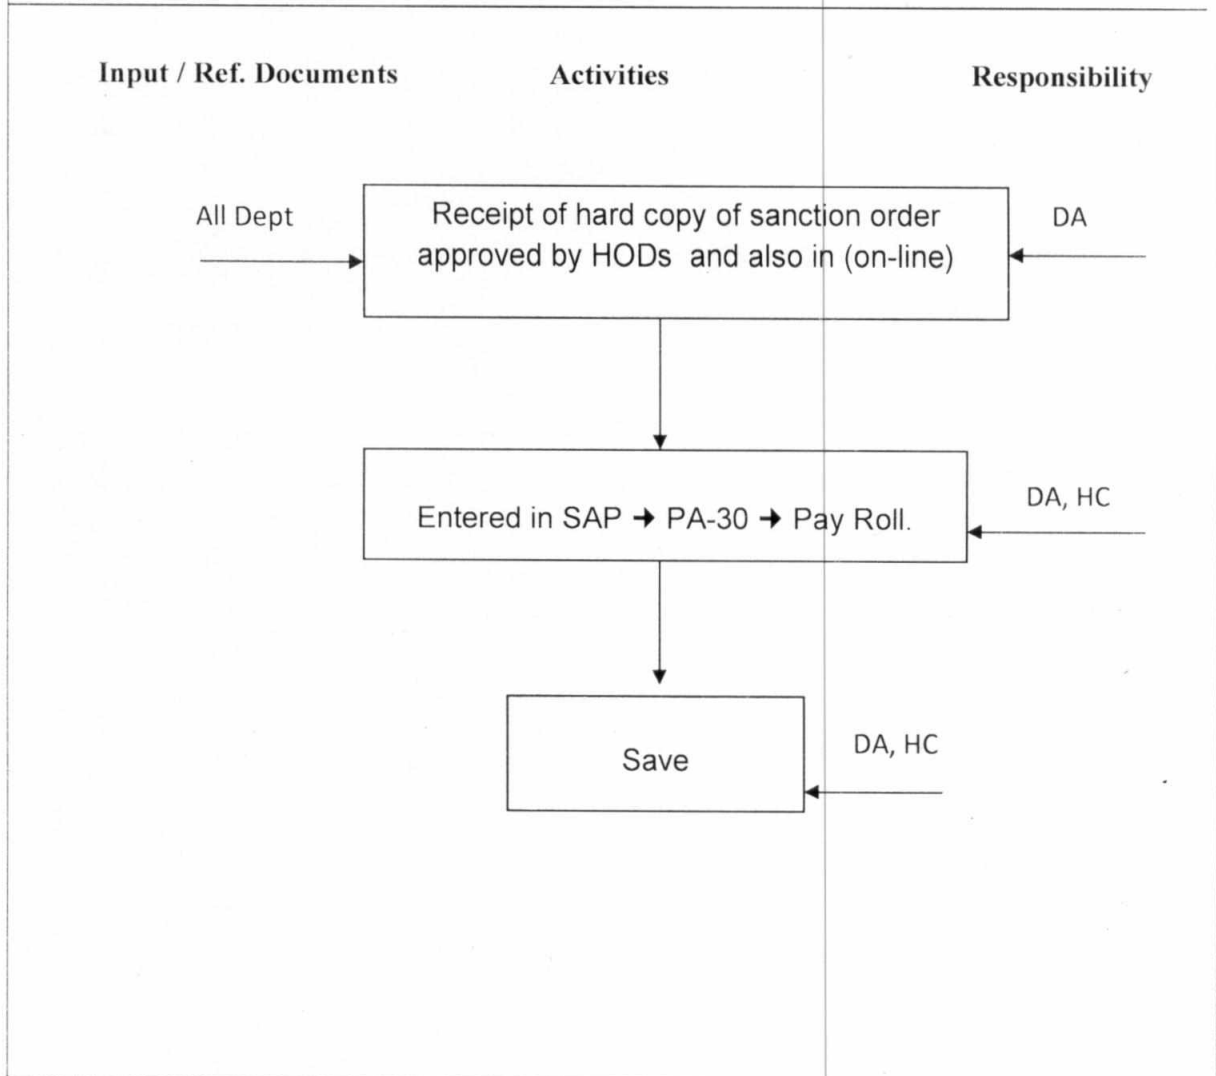 Input / Ref. Documents Activities Responsibility
All Dept
Receipt of hard copy of sanction order
approved by HODs and also in (on-line)
DA
Entered in SAP → PA-30 → Pay Roll.
DA, HC
Save
DA, HC